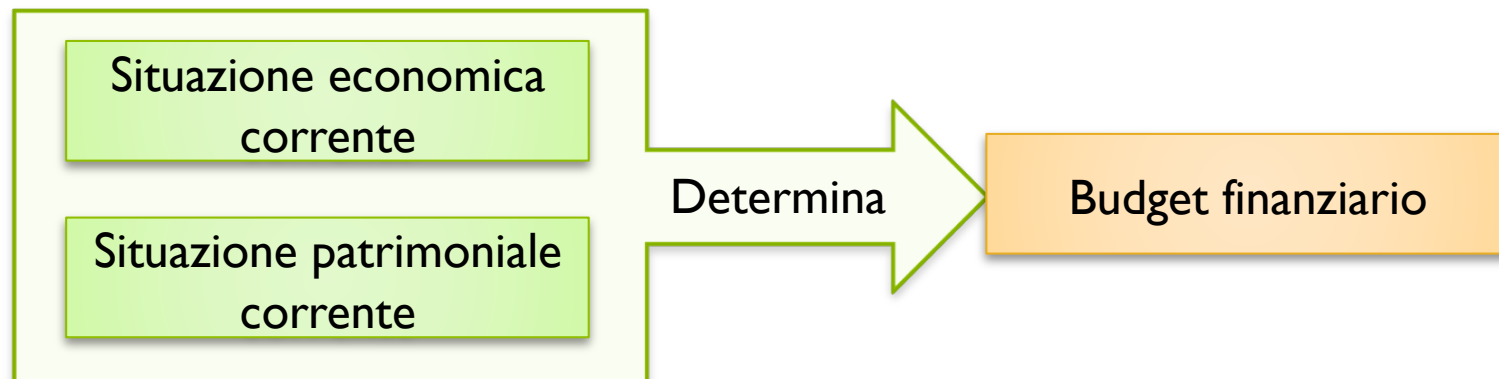 Situazione economica
corrente
Situazione patrimoniale
corrente
Determina
Budget finanziario